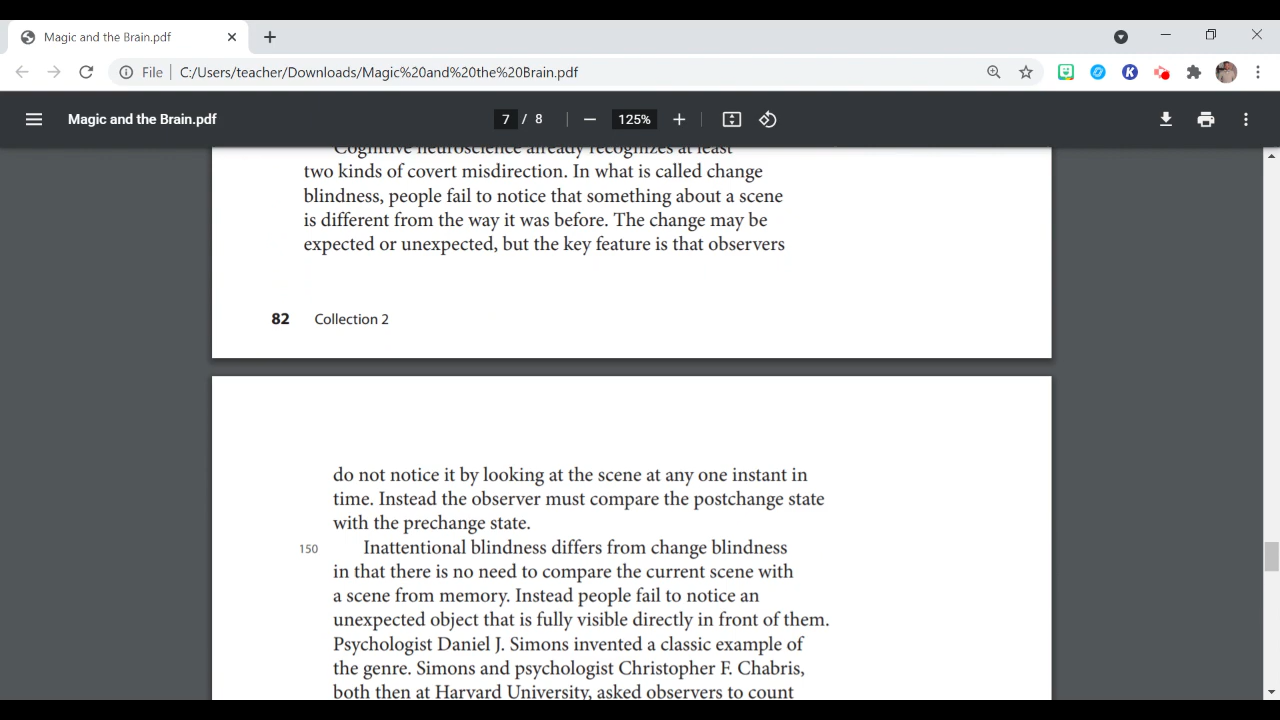 Magic and the Brain.pdf
File C:/Users/teacher/Downloads/Magic%20and%20the%20Brain.pdf
Magic and the Brain.pdf 7 / 8 125%
Cognitive neuroscience already recognizes at least
two kinds of covert misdirection. In what is called change
blindness, people fail to notice that something about a scene
is different from the way it was before. The change may be
expected or unexpected, but the key feature is that observers
82 Collection 2
do not notice it by looking at the scene at any one instant in
time. Instead the observer must compare the postchange state
with the prechange state.
150 Inattentional blindness differs from change blindness
in that there is no need to compare the current scene with
a scene from memory. Instead people fail to notice an
unexpected object that is fully visible directly in front of them.
Psychologist Daniel J. Simons invented a classic example of
the genre. Simons and psychologist Christopher F. Chabris,
both then at Harvard University, asked observers to count